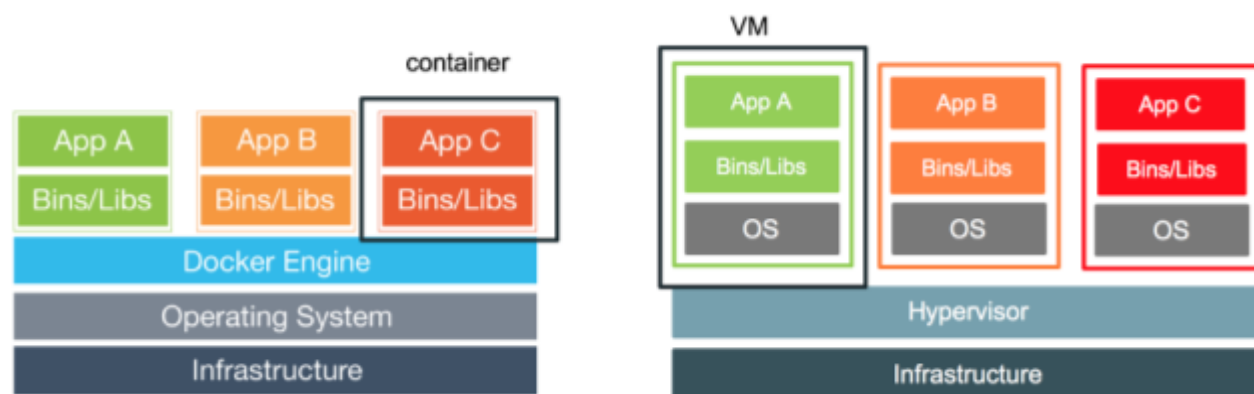 container
App A
App B
App C
Bins/Libs
Bins/Libs
Bins/Libs
Docker Engine
Operating System
Infrastructure
VM
App A
App B
App C
Bins/Libs
Bins/Libs
Bins/Libs
OS
OS
OS
Hypervisor
Infrastructure